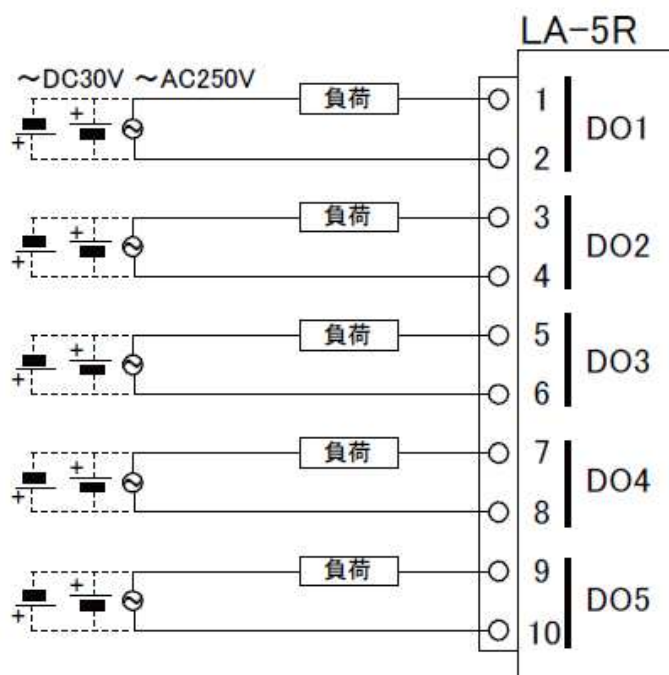 LA-5R
～DC30V ～AC250V
+ + 負荷 1
2 DO1
+ + 負荷 3
4 DO2
+ + 負荷 5
6 DO3
+ + 負荷 7
8 DO4
+ + 負荷 9
10 DO5